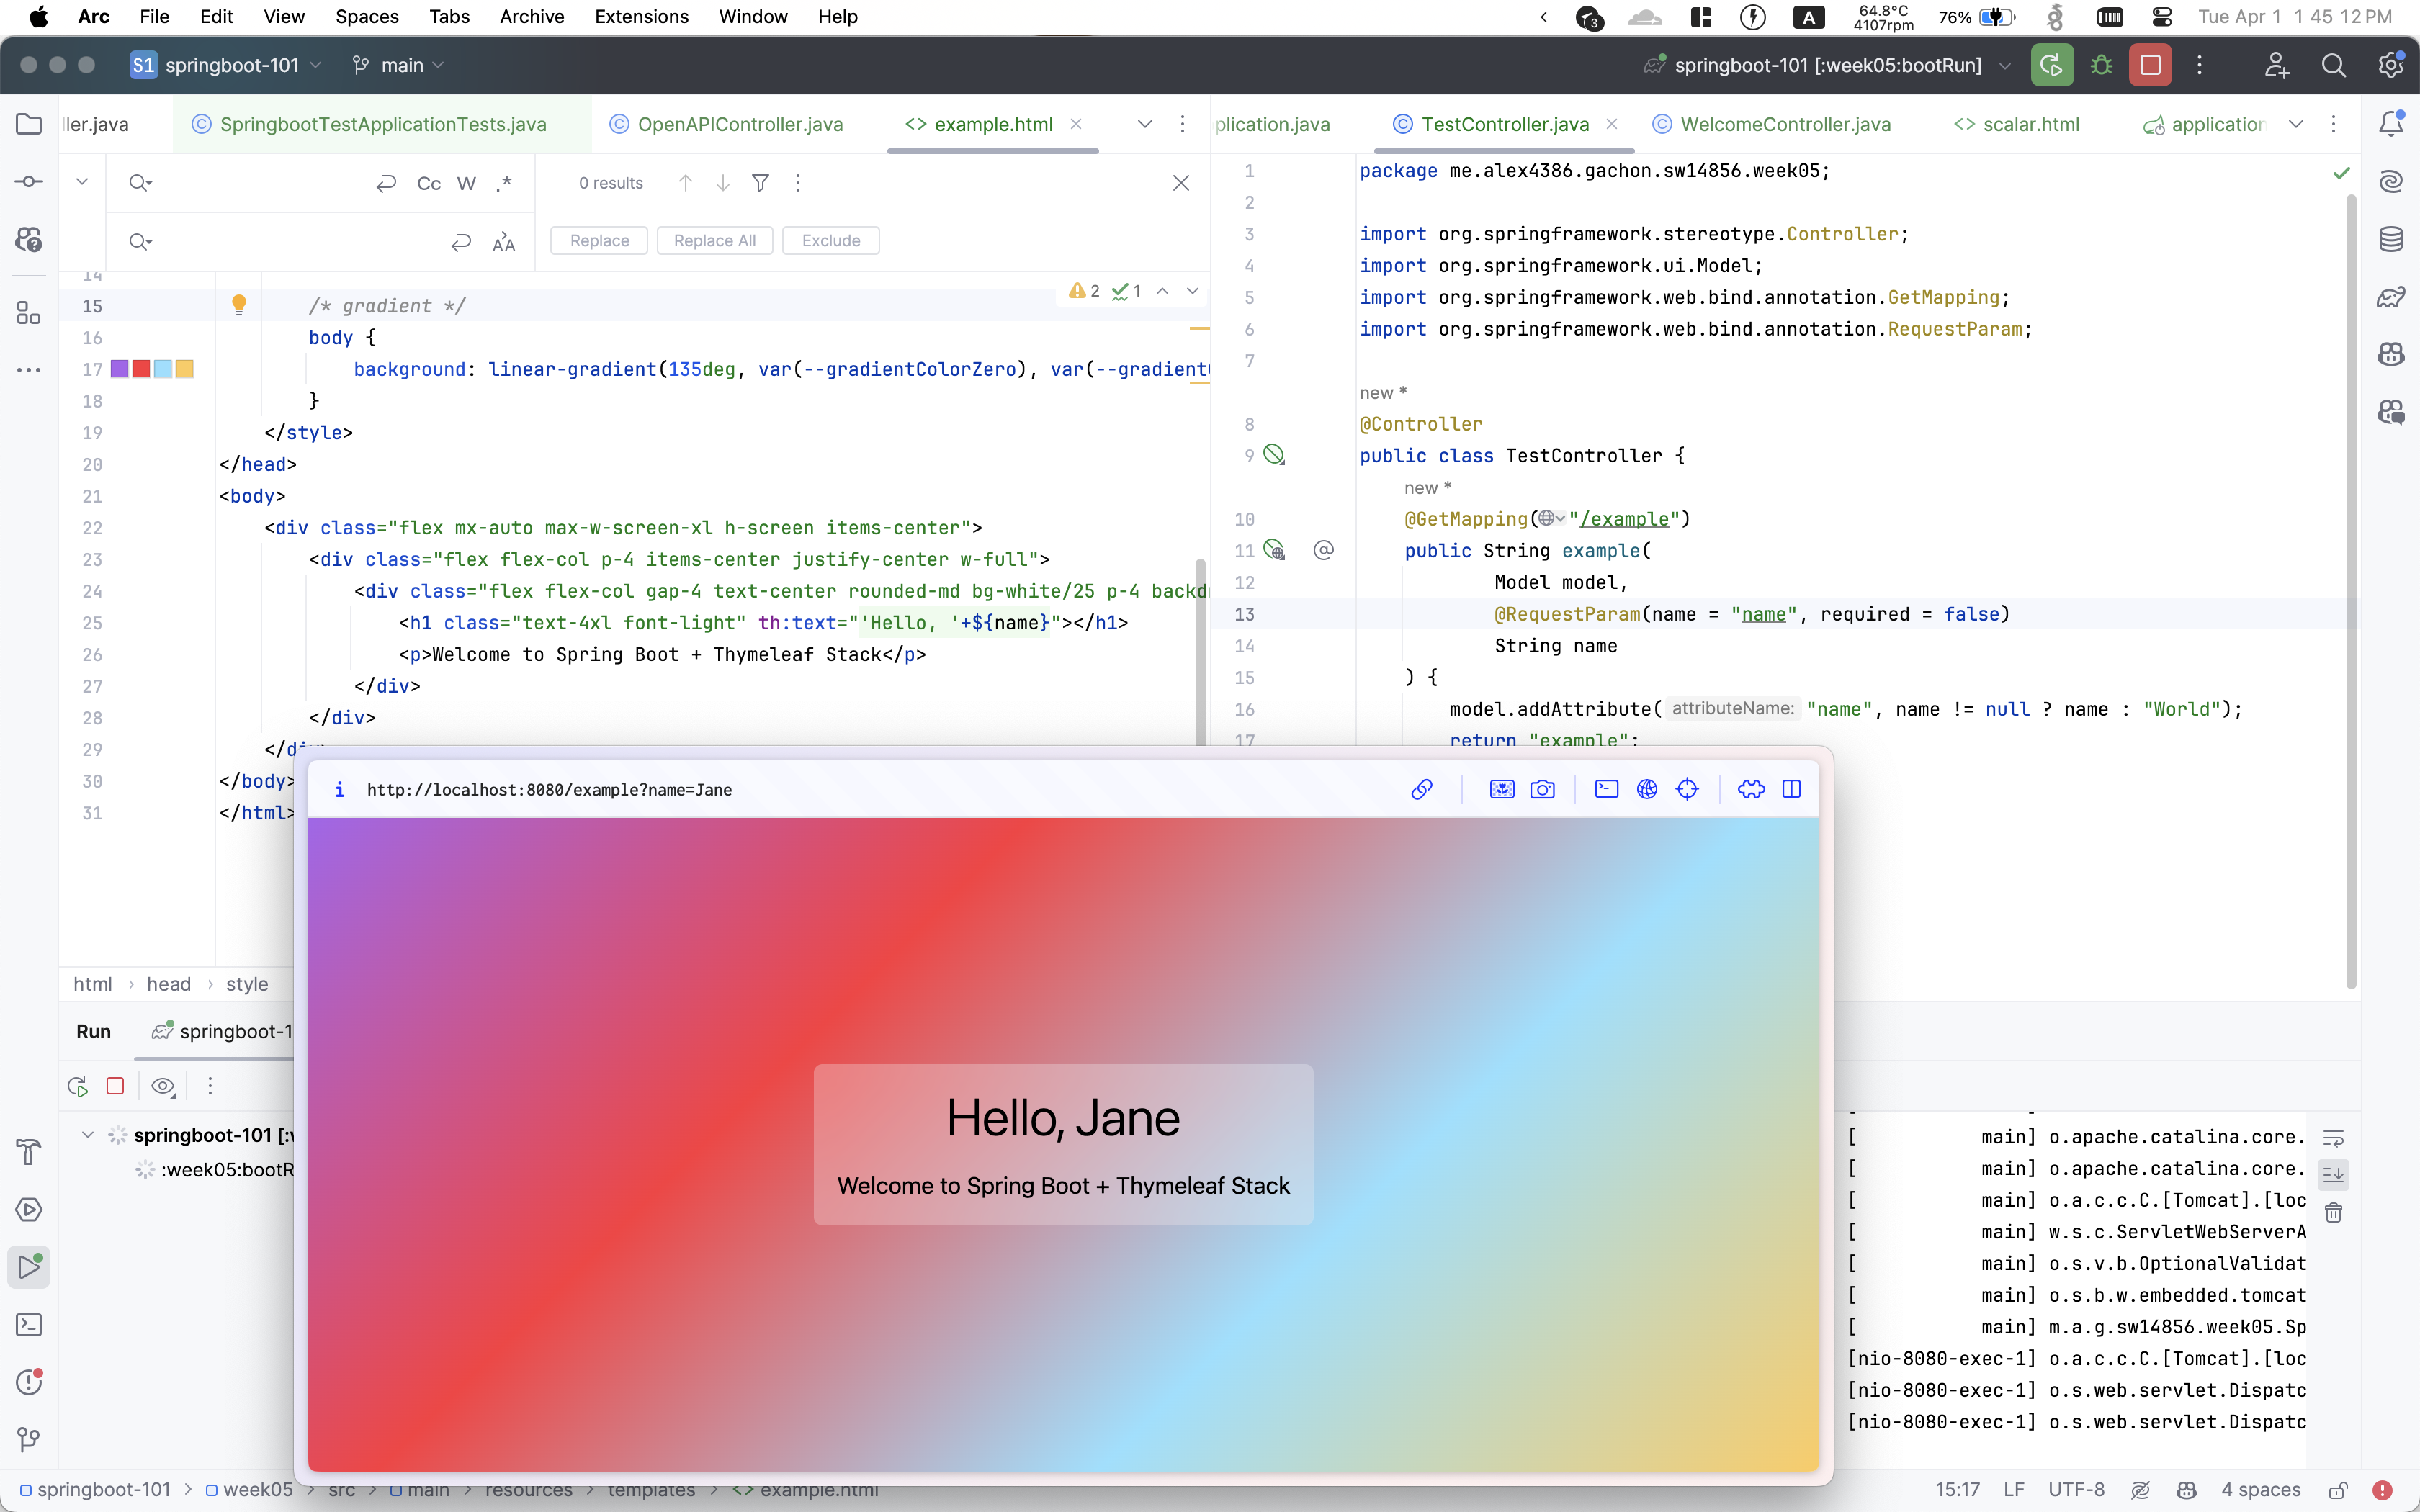 Arc File Edit View Spaces Tabs Archive Extensions Window Help
3 A 64.8°C 4107rpm 76% Tue Apr 1 1 45 12 PM
S1 springboot-101 main
springboot-101 [:week05:bootRun]
ler.java SpringbootTestApplicationTests.java OpenAPIController.java <> example.html
plication.java TestController.java WelcomeController.java <> scalar.html application
Cc W .* 0 results
Replace Replace All Exclude
2 1
14
15 /* gradient */
16 body {
17 background: linear-gradient(135deg, var(--gradientColorZero), var(--gradient
18 }
19 </style>
20 </head>
21 <body>
22 <div class="flex mx-auto max-w-screen-xl h-screen items-center">
23 <div class="flex flex-col p-4 items-center justify-center w-full">
24 <div class="flex flex-col gap-4 text-center rounded-md bg-white/25 p-4 backd
25 <h1 class="text-4xl font-light" th:text="'Hello, '+${name}"></h1>
26 <p>Welcome to Spring Boot + Thymeleaf Stack</p>
27 </div>
28 </div>
29 </div>
30 </body>
31 </html>
1 package me.alex4386.gachon.sw14856.week05;
2
3 import org.springframework.stereotype.Controller;
4 import org.springframework.ui.Model;
5 import org.springframework.web.bind.annotation.GetMapping;
6 import org.springframework.web.bind.annotation.RequestParam;
7
new *
8 @Controller
9 public class TestController {
new *
10 @GetMapping("/example")
11 public String example(
12 Model model,
13 @RequestParam(name = "name", required = false)
14 String name
15 ) {
16 model.addAttribute( attributeName: "name", name != null ? name : "World");
17 return "example";
http://localhost:8080/example?name=Jane
Hello, Jane
Welcome to Spring Boot + Thymeleaf Stack
html › head › style
Run springboot-1
springboot-101 [:
:week05:bootR
[ main] o.apache.catalina.core.
[ main] o.apache.catalina.core.
[ main] o.a.c.c.C.[Tomcat].[loc
[ main] w.s.c.ServletWebServerA
[ main] o.s.v.b.OptionalValidat
[ main] o.s.b.w.embedded.tomcat
[ main] m.a.g.sw14856.week05.Sp
[nio-8080-exec-1] o.a.c.c.C.[Tomcat].[loc
[nio-8080-exec-1] o.s.web.servlet.Dispatc
[nio-8080-exec-1] o.s.web.servlet.Dispatc
springboot-101 › week05 › src › main › resources › templates › <> example.html
15:17 LF UTF-8 4 spaces